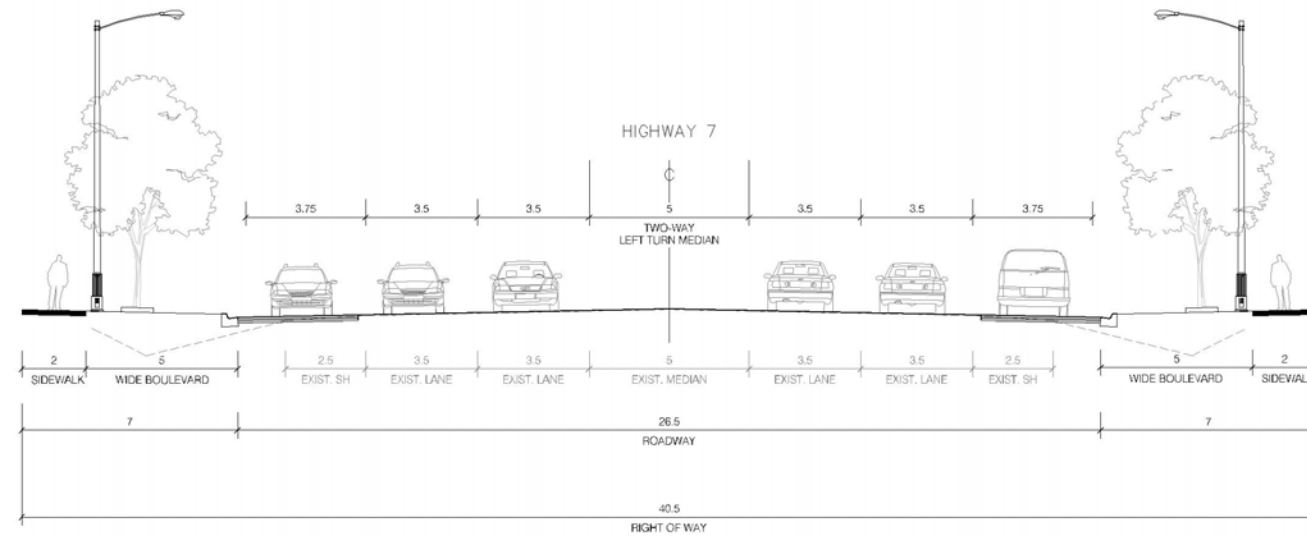 HIGHWAY 7
3.75 3.5 3.5 5 3.5 3.5 3.75
TWO-WAY
LEFT TURN MEDIAN
2 5 2.5 3.5 3.5 5 3.5 3.5 2.5 5 2
SIDEWALK WIDE BOULEVARD EXIST. SH EXIST. LANE EXIST. LANE EXIST. MEDIAN EXIST. LANE EXIST. LANE EXIST. SH WIDE BOULEVARD SIDEWAL
7 26.5 7
ROADWAY
40.5
RIGHT OF WAY